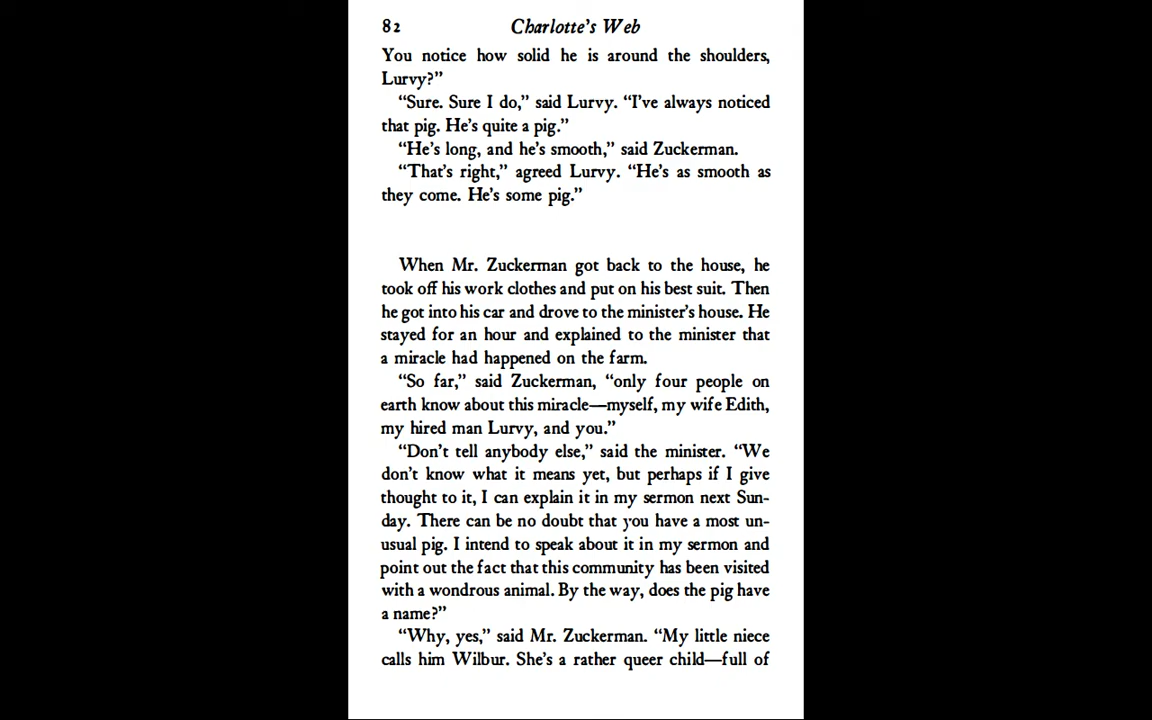 82 Charlotte's Web
You notice how solid he is around the shoulders,
Lurvy?”
“Sure. Sure I do,” said Lurvy. “I've always noticed
that pig. He's quite a pig.”
“He's long, and he's smooth,” said Zuckerman.
“That's right,” agreed Lurvy. “He's as smooth as
they come. He's some pig.”
When Mr. Zuckerman got back to the house, he
took off his work clothes and put on his best suit. Then
he got into his car and drove to the minister's house. He
stayed for an hour and explained to the minister that
a miracle had happened on the farm.
“So far,” said Zuckerman, “only four people on
earth know about this miracle—myself, my wife Edith,
my hired man Lurvy, and you.”
“Don't tell anybody else,” said the minister. “We
don't know what it means yet, but perhaps if I give
thought to it, I can explain it in my sermon next Sun-
day. There can be no doubt that you have a most un-
usual pig. I intend to speak about it in my sermon and
point out the fact that this community has been visited
with a wondrous animal. By the way, does the pig have
a name?”
“Why, yes,” said Mr. Zuckerman. “My little niece
calls him Wilbur. She's a rather queer child—full of